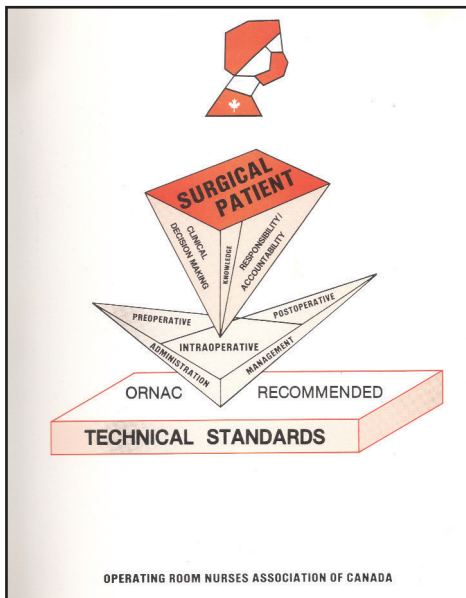 SURGICAL
PATIENT
CLINICAL
DECISION MAKING
KNOWLEDGE
RESPONSIBILITY/
ACCOUNTABILITY
PREOPERATIVE
POSTOPERATIVE
INTRAOPERATIVE
ADMINISTRATION
MANAGEMENT
ORNAC RECOMMENDED
TECHNICAL STANDARDS
OPERATING ROOM NURSES ASSOCIATION OF CANADA